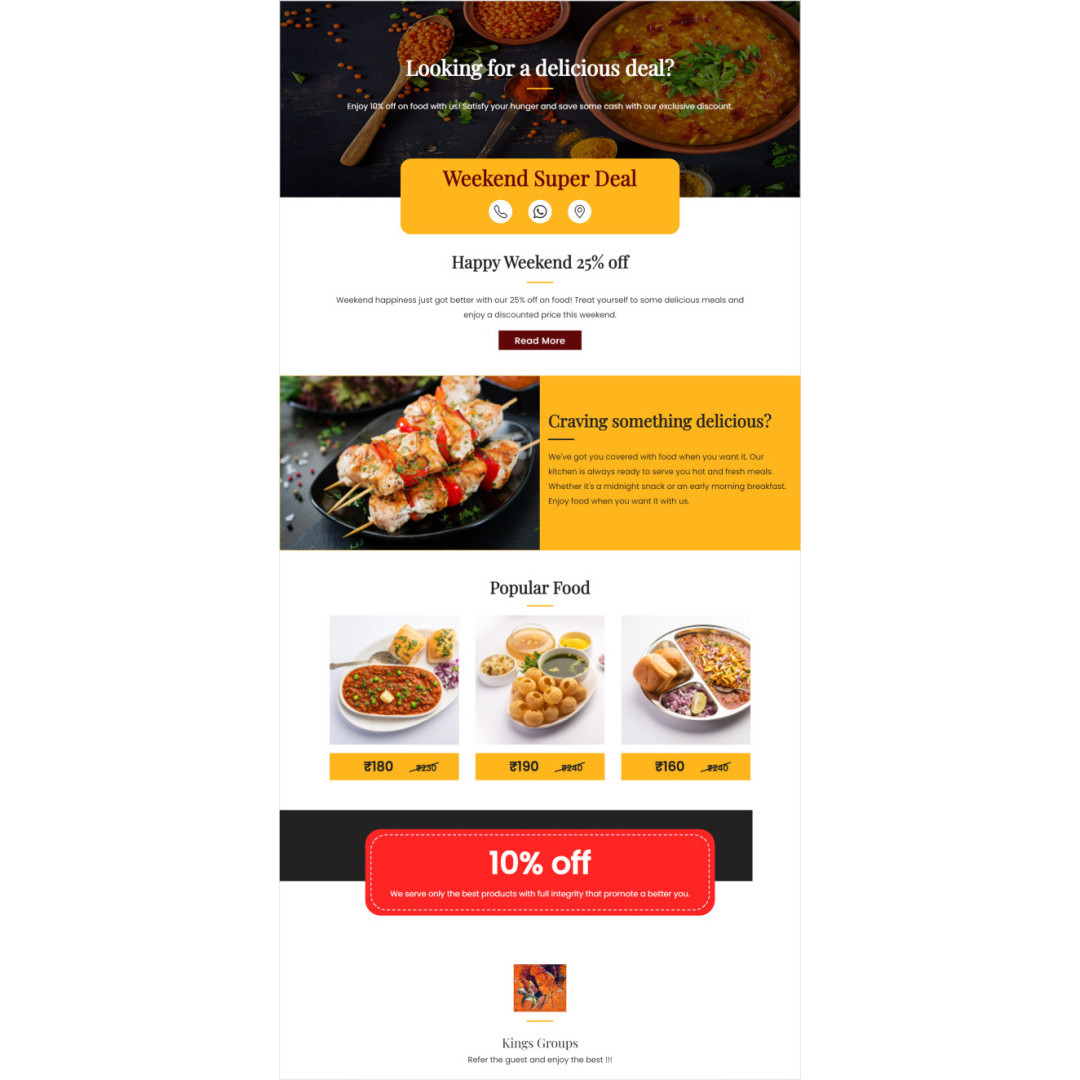 Looking for a delicious deal?
Enjoy 10% off on food with us! Satisfy your hunger and save some cash with our exclusive discount.
Weekend Super Deal
Happy Weekend 25% off
Weekend happiness just got better with our 25% off on food! Treat yourself to some delicious meals and
enjoy a discounted price this weekend.
Read More
Craving something delicious?
We've got you covered with food when you want it. Our
kitchen is always ready to serve you hot and fresh meals.
Whether it's a midnight snack or an early morning breakfast.
Enjoy food when you want it with us.
Popular Food
₹180 ₹230
₹190 ₹240
₹160 ₹240
10% off
We serve only the best products with full integrity that promote a better you.
Kings Groups
Refer the guest and enjoy the best !!!